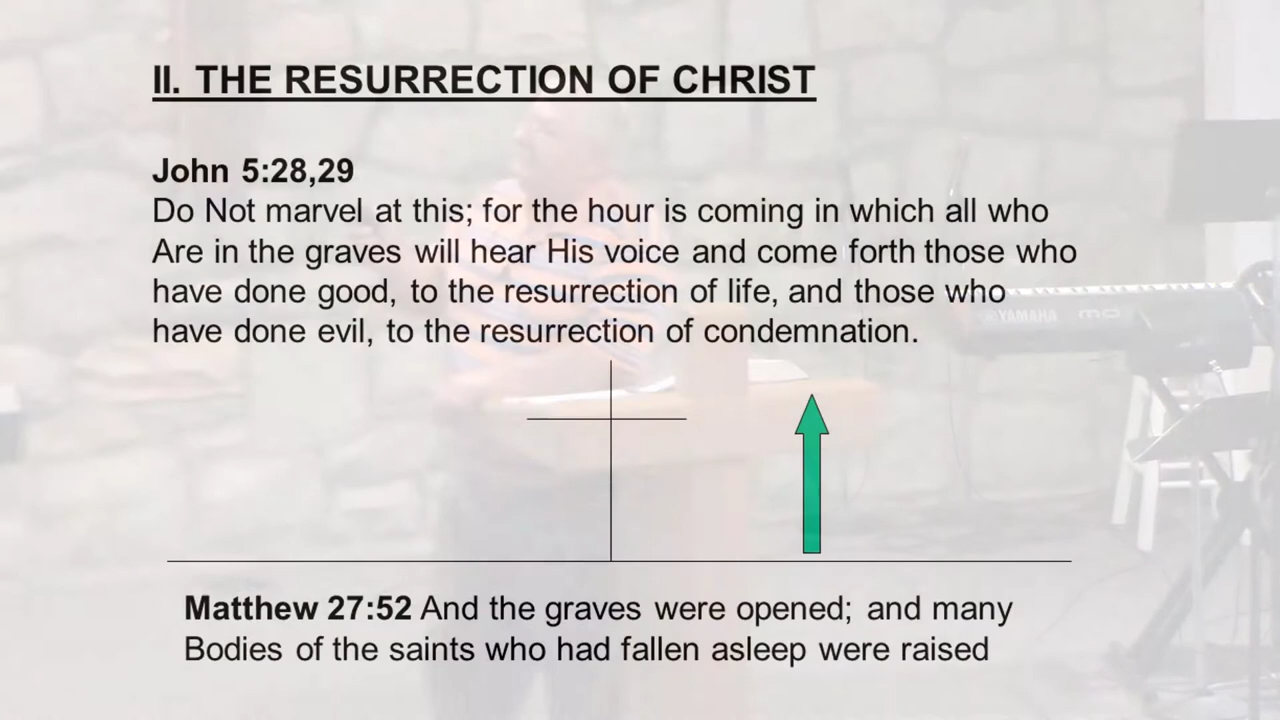 II. THE RESURRECTION OF CHRIST
John 5:28,29
Do Not marvel at this; for the hour is coming in which all who
Are in the graves will hear His voice and come forth those who
have done good, to the resurrection of life, and those who
have done evil, to the resurrection of condemnation.
YAMAHA
Matthew 27:52 And the graves were opened; and many
Bodies of the saints who had fallen asleep were raised